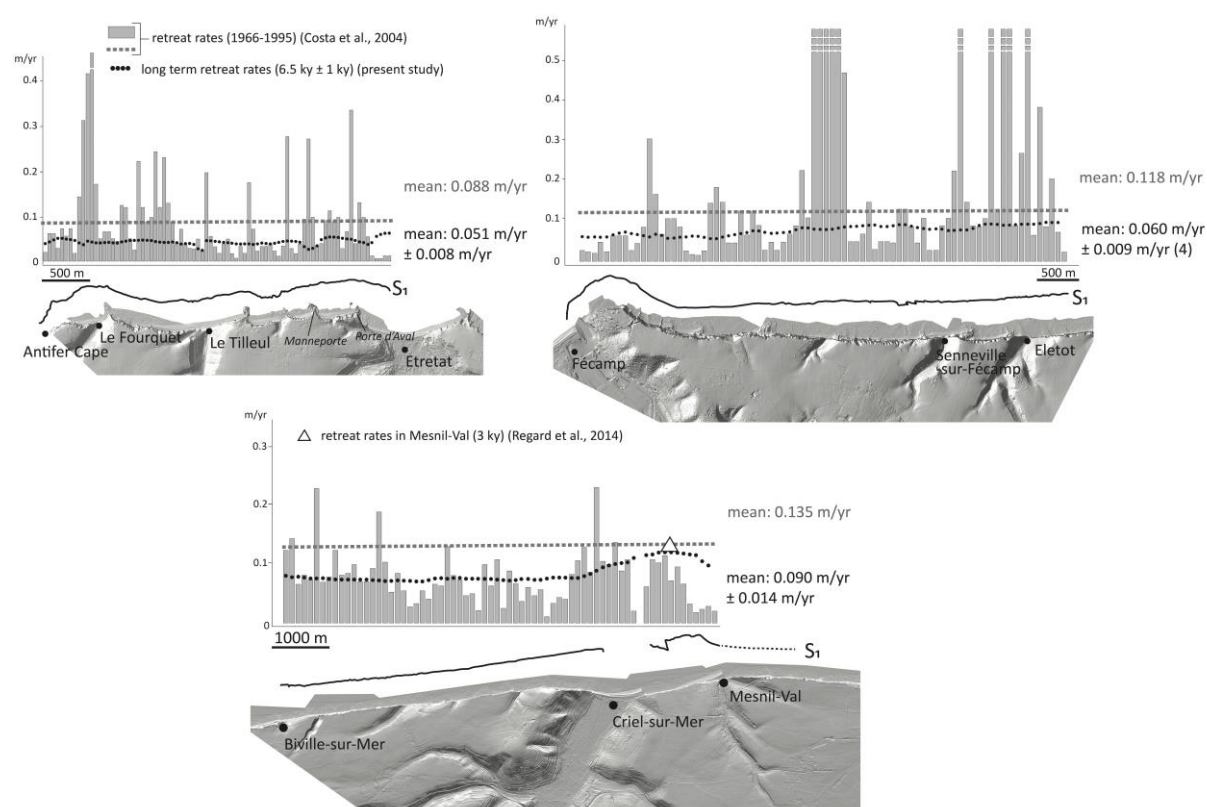 retreat rates (1966-1995) (Costa et al., 2004)
m/yr
long term retreat rates (6.5 ky ± 1 ky) (present study)
0.4
0.3
0.2
0.1
0
mean: 0.088 m/yr
mean: 0.051 m/yr
± 0.008 m/yr
500 m
S1
Antifer Cape
Le Fourquet
Le Tilleul
Manneporte
Porte d'Aval
Etretat
m/yr
0.5
0.4
0.3
0.2
0.1
0
mean: 0.118 m/yr
mean: 0.060 m/yr
± 0.009 m/yr (4)
500 m
S1
Fécamp
Senneville
-sur-Fécamp
Eletot
m/yr
retreat rates in Mesnil-Val (3 ky) (Regard et al., 2014)
0.3
0.2
0.1
0
mean: 0.135 m/yr
mean: 0.090 m/yr
± 0.014 m/yr
1000 m
S1
Biville-sur-Mer
Criel-sur-Mer
Mesnil-Val